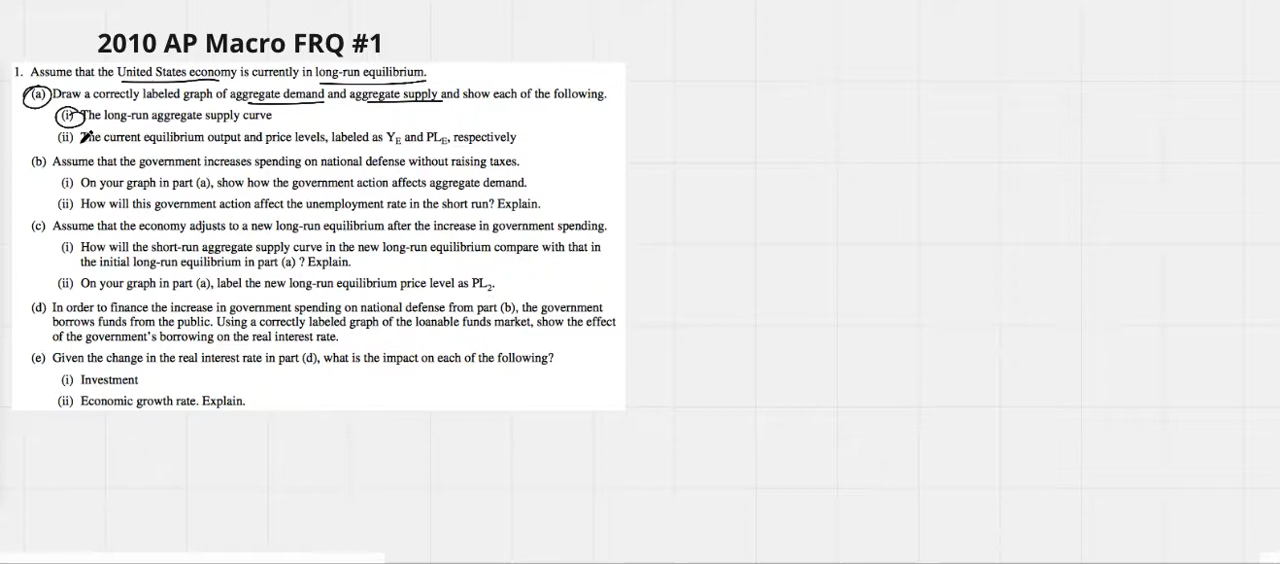 2010 AP Macro FRQ #1
1. Assume that the United States economy is currently in long-run equilibrium.
(a) Draw a correctly labeled graph of aggregate demand and aggregate supply and show each of the following.
(i) The long-run aggregate supply curve
(ii) The current equilibrium output and price levels, labeled as YE and PLE, respectively
(b) Assume that the government increases spending on national defense without raising taxes.
(i) On your graph in part (a), show how the government action affects aggregate demand.
(ii) How will this government action affect the unemployment rate in the short run? Explain.
(c) Assume that the economy adjusts to a new long-run equilibrium after the increase in government spending.
(i) How will the short-run aggregate supply curve in the new long-run equilibrium compare with that in
the initial long-run equilibrium in part (a) ? Explain.
(ii) On your graph in part (a), label the new long-run equilibrium price level as PL2.
(d) In order to finance the increase in government spending on national defense from part (b), the government
borrows funds from the public. Using a correctly labeled graph of the loanable funds market, show the effect
of the government's borrowing on the real interest rate.
(e) Given the change in the real interest rate in part (d), what is the impact on each of the following?
(i) Investment
(ii) Economic growth rate. Explain.